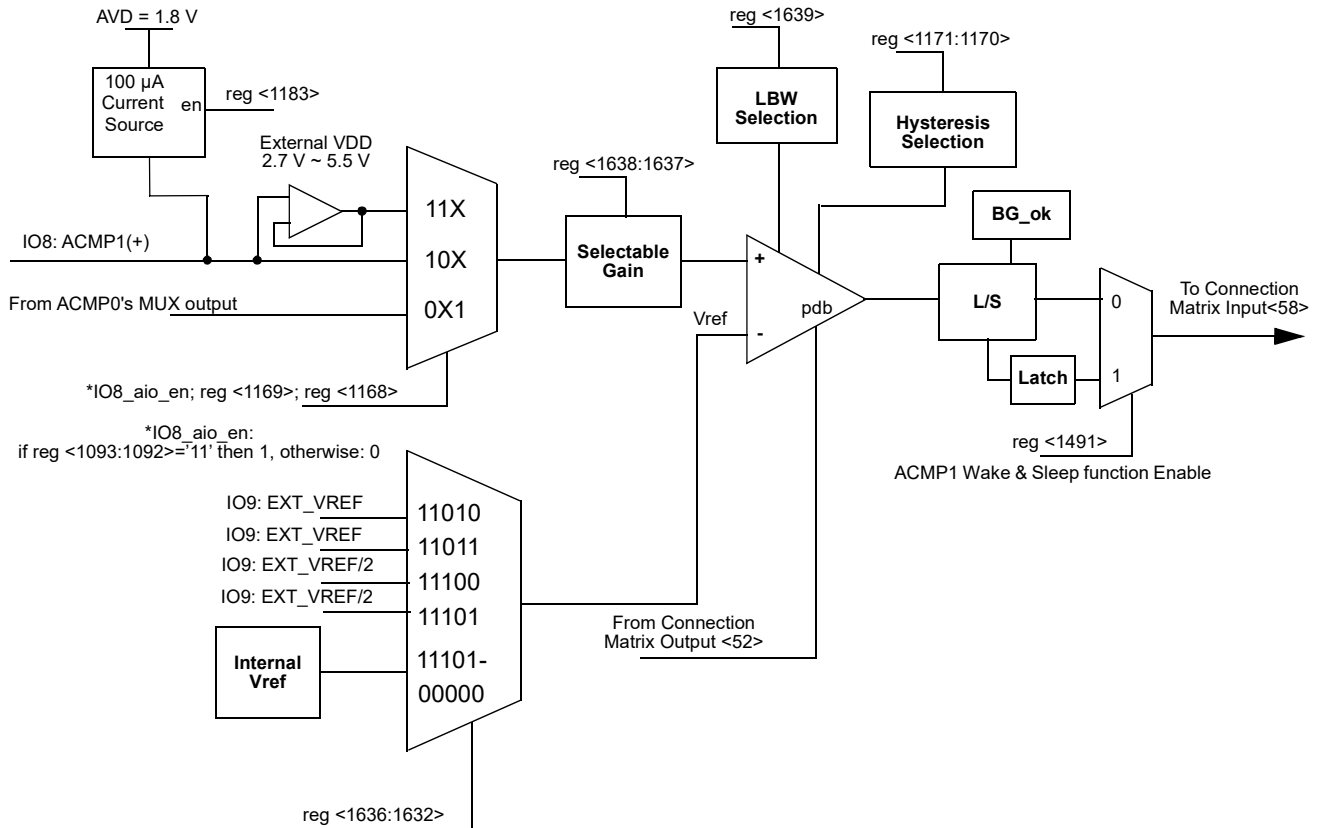 AVD = 1.8 V
100 µA
Current
Source
en
reg <1183>
External VDD
2.7 V ~ 5.5 V
IO8: ACMP1(+)
From ACMP0's MUX output
11X
10X
0X1
*IO8_aio_en; reg <1169>; reg <1168>
*IO8_aio_en:
if reg <1093:1092>='11' then 1, otherwise: 0
reg <1638:1637>
Selectable
Gain
reg <1639>
LBW
Selection
reg <1171:1170>
Hysteresis
Selection
+
-
pdb
Vref
BG_ok
L/S
Latch
0
1
To Connection
Matrix Input<58>
reg <1491>
ACMP1 Wake & Sleep function Enable
IO9: EXT_VREF
IO9: EXT_VREF
IO9: EXT_VREF/2
IO9: EXT_VREF/2
11010
11011
11100
11101
11101-
00000
Internal
Vref
From Connection
Matrix Output <52>
reg <1636:1632>